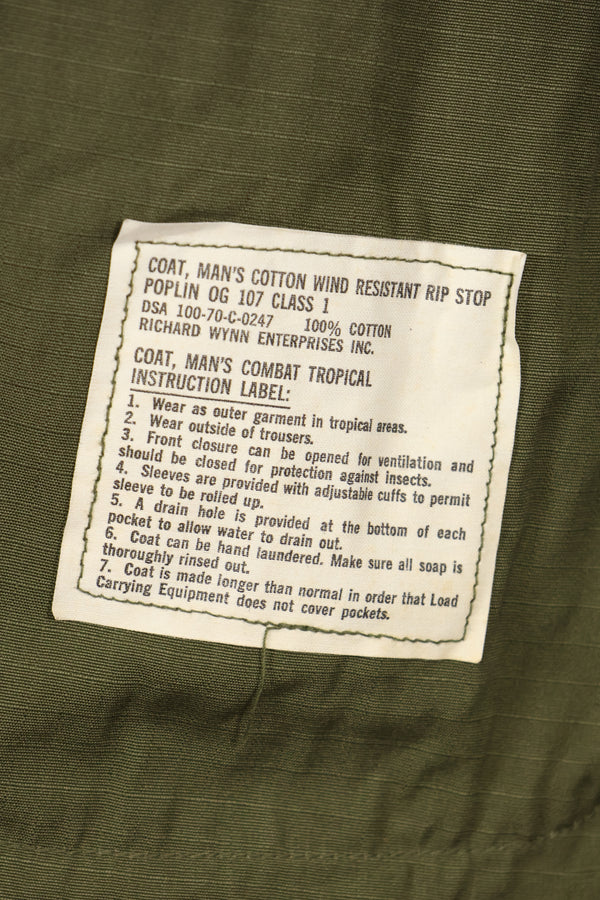 COAT, MAN'S COTTON WIND RESISTANT RIP STOP
POPLIN OG 107 CLASS 1
DSA 100-70-C-0247 100% COTTON
RICHARD WYNN ENTERPRISES INC.
COAT, MAN'S COMBAT TROPICAL
INSTRUCTION LABEL:
1. Wear as outer garment in tropical areas.
2. Wear outside of trousers.
3. Front closure can be opened for ventilation and
should be closed for protection against insects.
4. Sleeves are provided with adjustable cuffs to permit
sleeve to be rolled up.
5. A drain hole is provided at the bottom of each
pocket to allow water to drain out.
6. Coat can be hand laundered. Make sure all soap is
thoroughly rinsed out.
7. Coat is made longer than normal in order that Load
Carrying Equipment does not cover pockets.